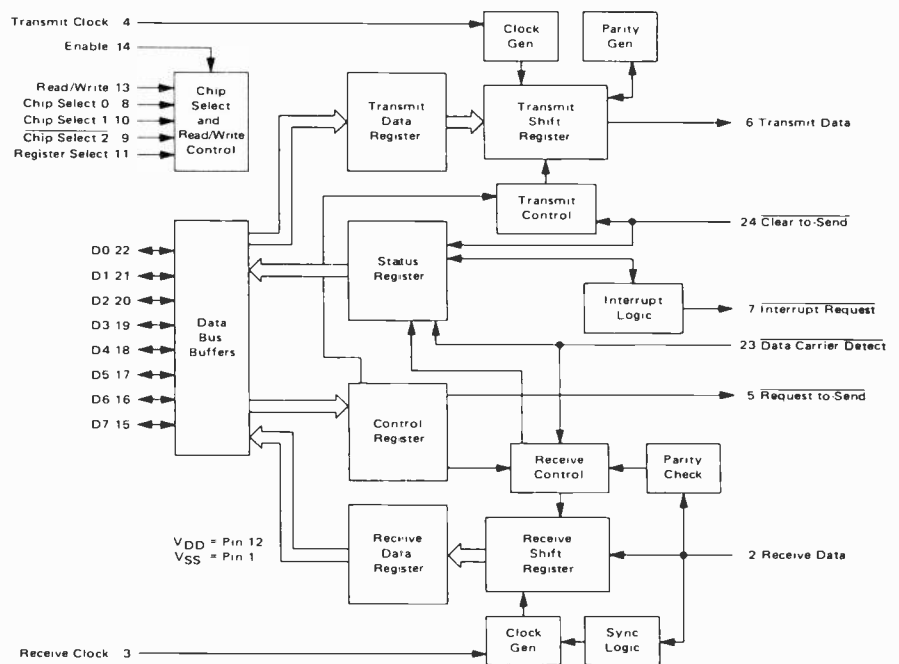 Transmit Clock 4
Clock
Gen
Parity
Gen
Enable 14
Read/Write 13
Chip Select 0 8
Chip Select 1 10
Chip Select 2 9
Register Select 11
Chip
Select
and
Read/Write
Control
Transmit
Data
Register
Transmit
Shift
Register
6 Transmit Data
Transmit
Control
24 Clear-to-Send
D0 22
D1 21
D2 20
D3 19
D4 18
D5 17
D6 16
D7 15
Data
Bus
Buffers
Status
Register
Interrupt
Logic
7 Interrupt Request
23 Data Carrier Detect
5 Request-to-Send
Control
Register
Receive
Control
Parity
Check
VDD = Pin 12
VSS = Pin 1
Receive
Data
Register
Receive
Shift
Register
2 Receive Data
Receive Clock 3
Clock
Gen
Sync
Logic